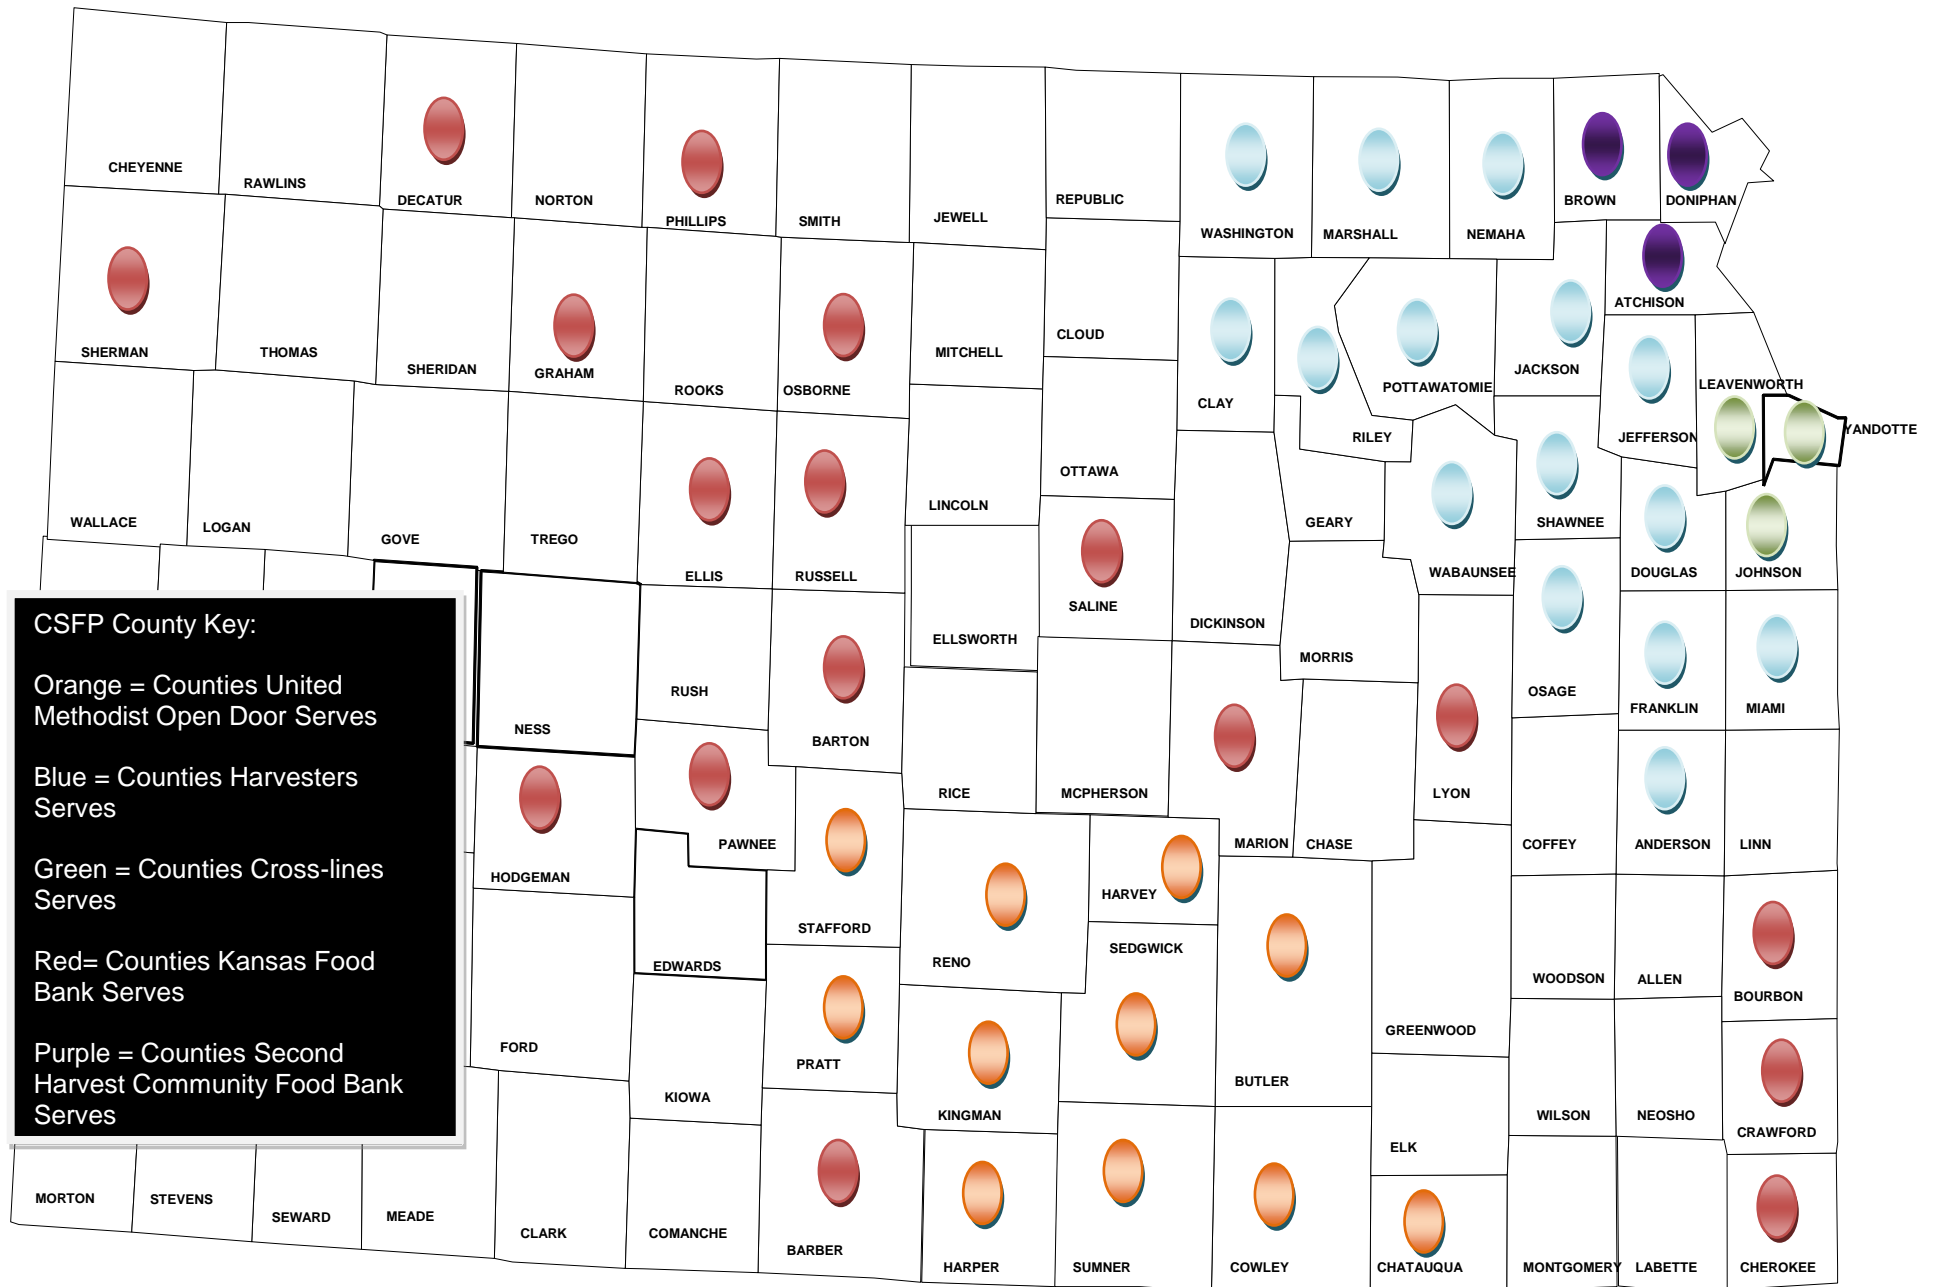 CHEYENNE
RAWLINS
DECATUR
NORTON
PHILLIPS
SMITH
JEWELL
REPUBLIC
WASHINGTON
MARSHALL
NEMAHA
BROWN
DONIPHAN
ATCHISON
SHERMAN
THOMAS
SHERIDAN
GRAHAM
ROOKS
OSBORNE
MITCHELL
CLOUD
CLAY
RILEY
POTTAWATOMIE
JACKSON
JEFFERSON
LEAVENWORTH
YANDOTTE
WALLACE
LOGAN
GOVE
TREGO
ELLIS
RUSSELL
LINCOLN
OTTAWA
SALINE
DICKINSON
GEARY
WABAUNSEE
SHAWNEE
DOUGLAS
JOHNSON
CSFP County Key:
Orange = Counties United
Methodist Open Door Serves
Blue = Counties Harvesters
Serves
Green = Counties Cross-lines
Serves
Red= Counties Kansas Food
Bank Serves
Purple = Counties Second
Harvest Community Food Bank
Serves
NESS
RUSH
BARTON
ELLSWORTH
RICE
MCPHERSON
MARION
CHASE
MORRIS
LYON
OSAGE
FRANKLIN
MIAMI
HODGEMAN
PAWNEE
STAFFORD
RENO
HARVEY
SEDGWICK
BUTLER
GREENWOOD
COFFEY
ANDERSON
LINN
EDWARDS
FORD
KIOWA
PRATT
KINGMAN
WOODSON
ALLEN
BOURBON
ELK
WILSON
NEOSHO
CRAWFORD
MORTON
STEVENS
SEWARD
MEADE
CLARK
COMANCHE
BARBER
HARPER
SUMNER
COWLEY
CHATAUQUA
MONTGOMERY
LABETTE
CHEROKEE